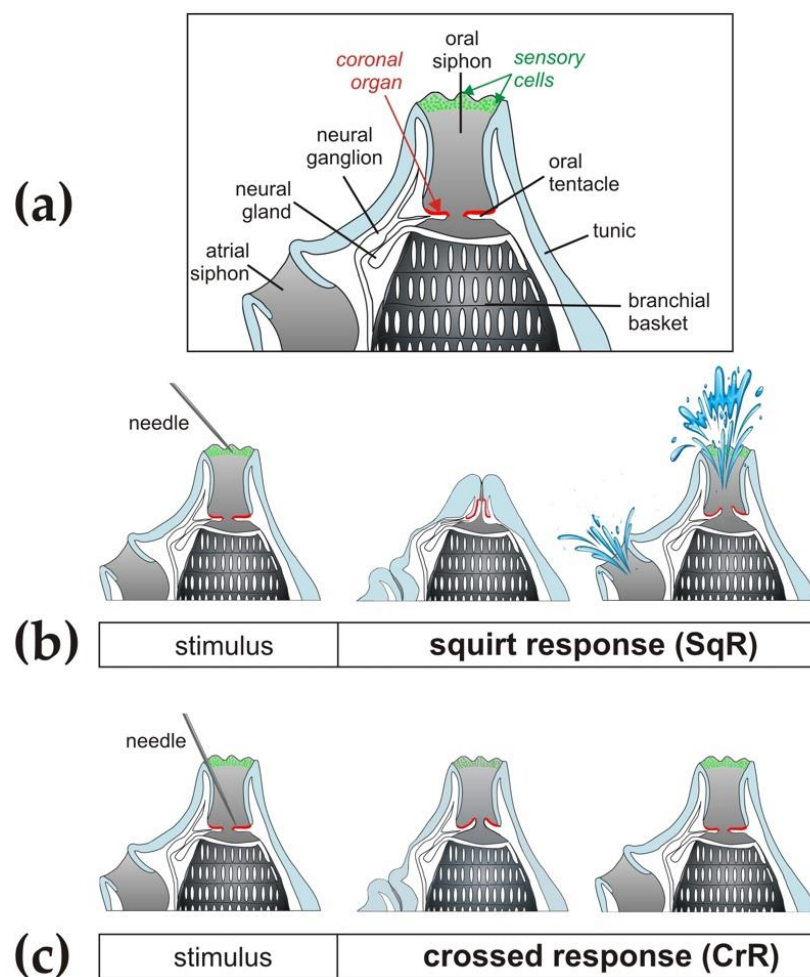 (a)
oral
siphon
coronal
organ
sensory
cells
neural
ganglion
neural
gland
atrial
siphon
oral
tentacle
tunic
branchial
basket
needle
(b)
stimulus
squirt response (SqR)
needle
(c)
stimulus
crossed response (CrR)